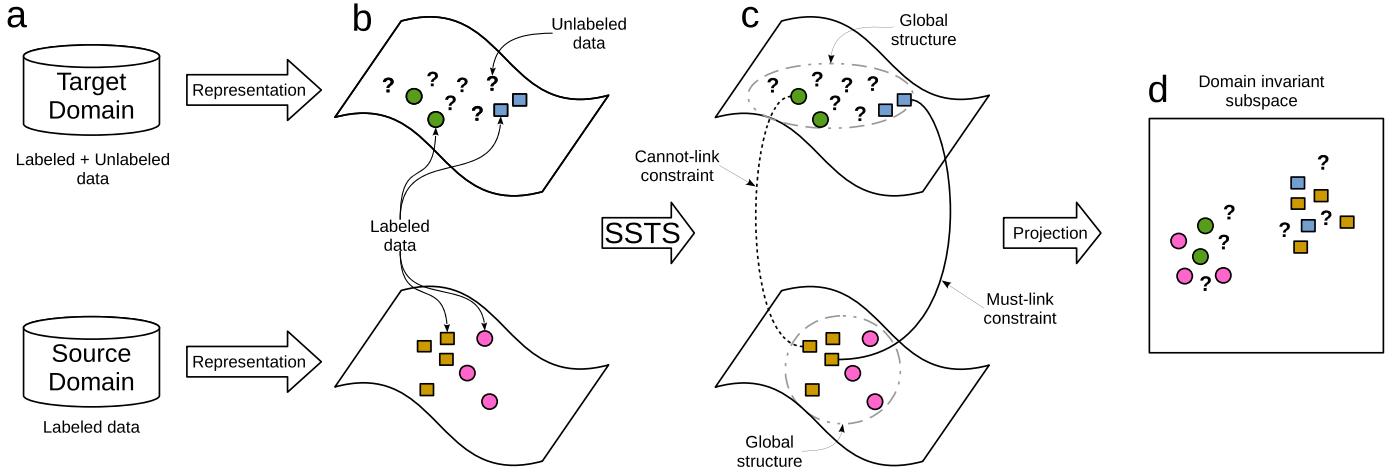 a
Target
Domain
Labeled + Unlabeled
data
Representation
Source
Domain
Labeled data
Representation
b
Unlabeled
data
?
?
?
?
?
?
Labeled
data
SSTS
c
Global
structure
?
?
?
?
?
?
Cannot-link
constraint
Must-link
constraint
Global
structure
Projection
d
Domain invariant
subspace
?
?
?
?
?
?